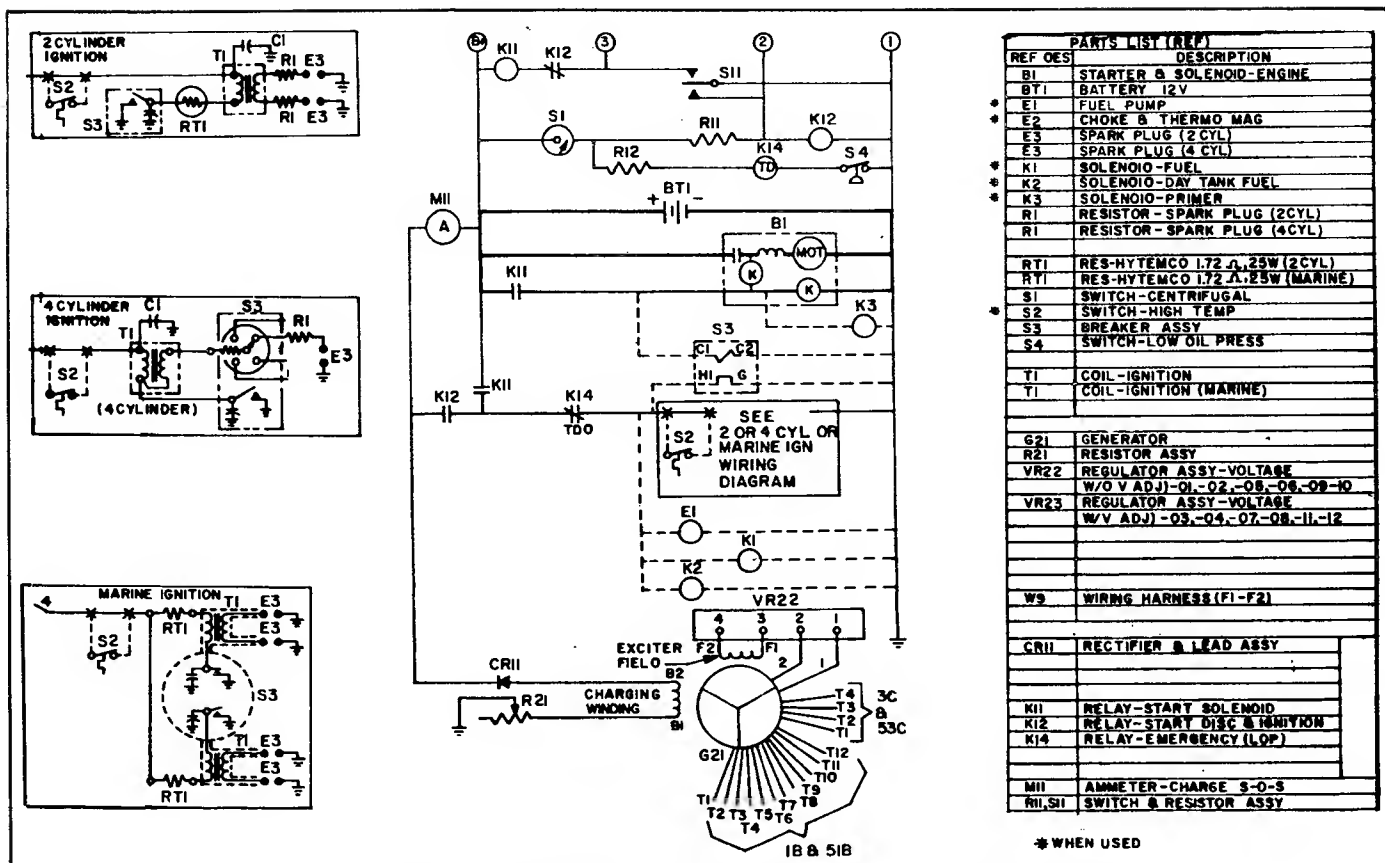 2 CYLINDER
IGNITION
T1
C1
R1 E3
S2
S3
RT1
R1 E3
4 CYLINDER
IGNITION
C1
T1
S3
R1
E3
S2
(4 CYLINDER)
MARINE IGNITION
4
T1
E3
RT1
E3
S2
S3
T1
E3
RT1
E3
B+
K11
K12
3
2
1
S11
S1
R11
K12
R12
K14
TD
S4
BT1
+ -
M11
A
B1
MOT
K
K
K11
K3
S3
C1 C2
H1 G
K11
K12
K14
TDO
S2
SEE
2 OR 4 CYL OR
MARINE IGN
WIRING
DIAGRAM
E1
K1
K2
VR22
4 3 2 1
F2 F1
EXCITER
FIELD
2 1
CR11
B2
CHARGING
WINDING
R21
B1
G21
T4
T3
T2
T1
3C
&
53C
T12
T11
T10
T9
T8
T7
T6
T5
T4
T3
T2
T1
1B & 51B
PARTS LIST (REF)
REF DES DESCRIPTION
B1 STARTER & SOLENOID-ENGINE
BT1 BATTERY 12V
* E1 FUEL PUMP
* E2 CHOKE & THERMO MAG
E3 SPARK PLUG (2 CYL)
E3 SPARK PLUG (4 CYL)
* K1 SOLENOID-FUEL
* K2 SOLENOID-DAY TANK FUEL
* K3 SOLENOID-PRIMER
R1 RESISTOR-SPARK PLUG (2CYL)
R1 RESISTOR-SPARK PLUG (4CYL)
RT1 RES-HYTEMCO 1.72 Ω, 25W (2CYL)
RT1 RES-HYTEMCO 1.72 Ω, 25W (MARINE)
S1 SWITCH-CENTRIFUGAL
* S2 SWITCH-HIGH TEMP
S3 BREAKER ASSY
S4 SWITCH-LOW OIL PRESS
T1 COIL-IGNITION
T1 COIL-IGNITION (MARINE)
G21 GENERATOR
R21 RESISTOR ASSY
VR22 REGULATOR ASSY-VOLTAGE
W/O V ADJ)-01,-02,-05,-06,-09-10
VR23 REGULATOR ASSY-VOLTAGE
W/V ADJ)-03,-04,-07,-08,-11,-12
W9 WIRING HARNESS (F1-F2)
CR11 RECTIFIER & LEAD ASSY
K11 RELAY-START SOLENOID
K12 RELAY-START DISC & IGNITION
K14 RELAY-EMERGENCY (LOP)
M11 AMMETER-CHARGE S-O-S
R11,S11 SWITCH & RESISTOR ASSY
* WHEN USED